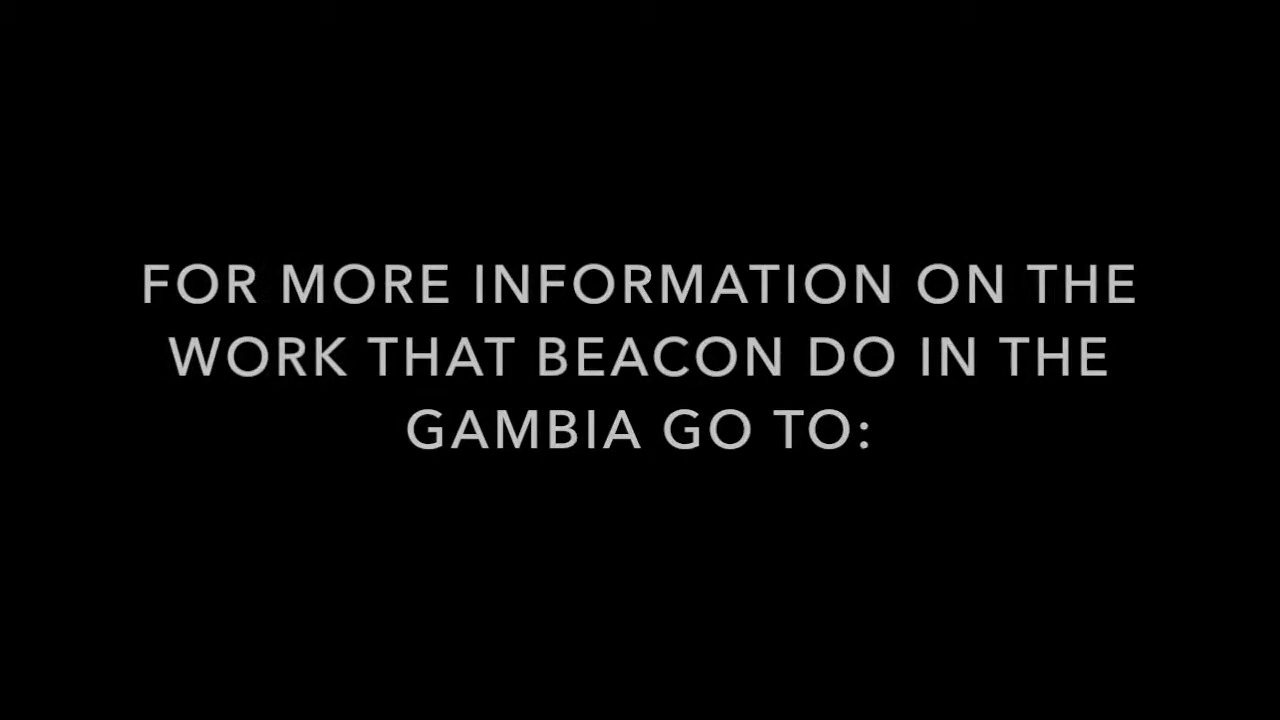 FOR MORE INFORMATION ON THE
WORK THAT BEACON DO IN THE
GAMBIA GO TO: